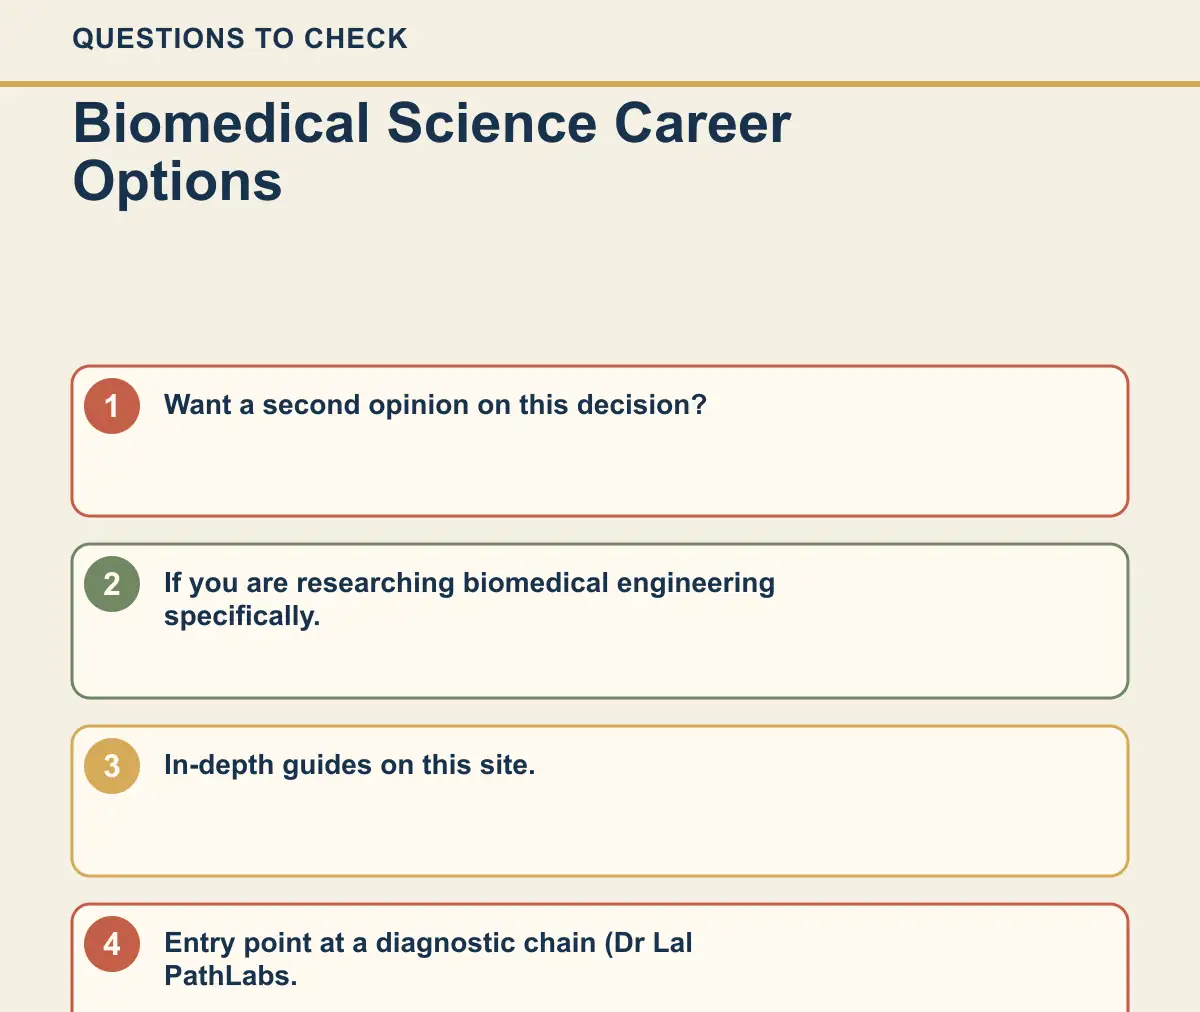 QUESTIONS TO CHECK
Biomedical Science Career
Options
1
Want a second opinion on this decision?
2
If you are researching biomedical engineering
specifically.
3
In-depth guides on this site.
4
Entry point at a diagnostic chain (Dr Lal
PathLabs.